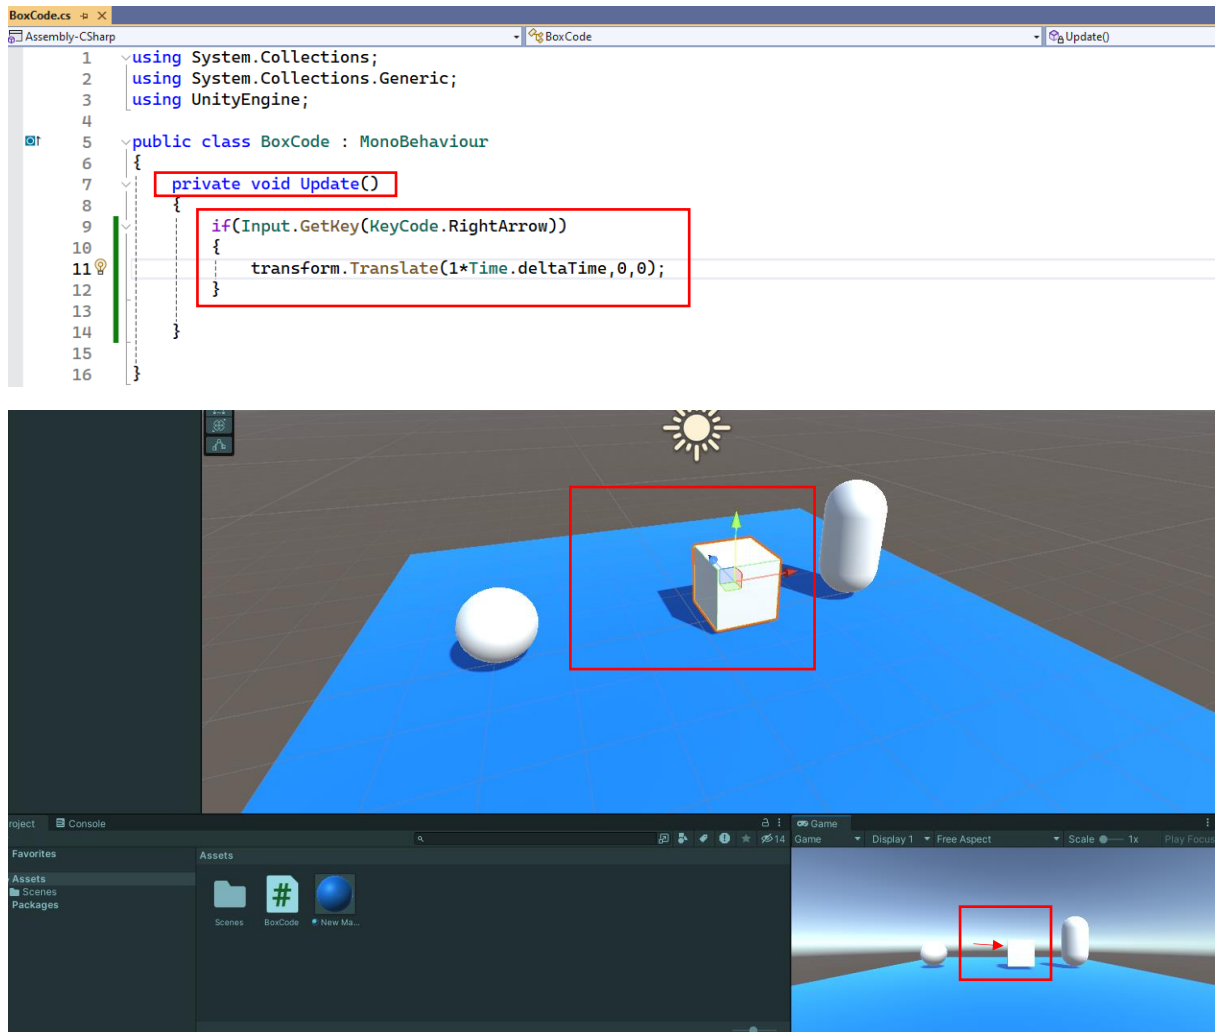 BoxCode.cs
Assembly-CSharp BoxCode Update()
1 using System.Collections;
2 using System.Collections.Generic;
3 using UnityEngine;
4
5 public class BoxCode : MonoBehaviour
6 {
7 private void Update()
8 {
9 if(Input.GetKey(KeyCode.RightArrow))
10 {
11 transform.Translate(1*Time.deltaTime,0,0);
12 }
13
14 }
15
16 }
roject Console
14
Favorites
Assets
Scenes
Packages
Assets
Scenes BoxCode New Ma...
Game
Game Display 1 Free Aspect Scale 1x Play Focus